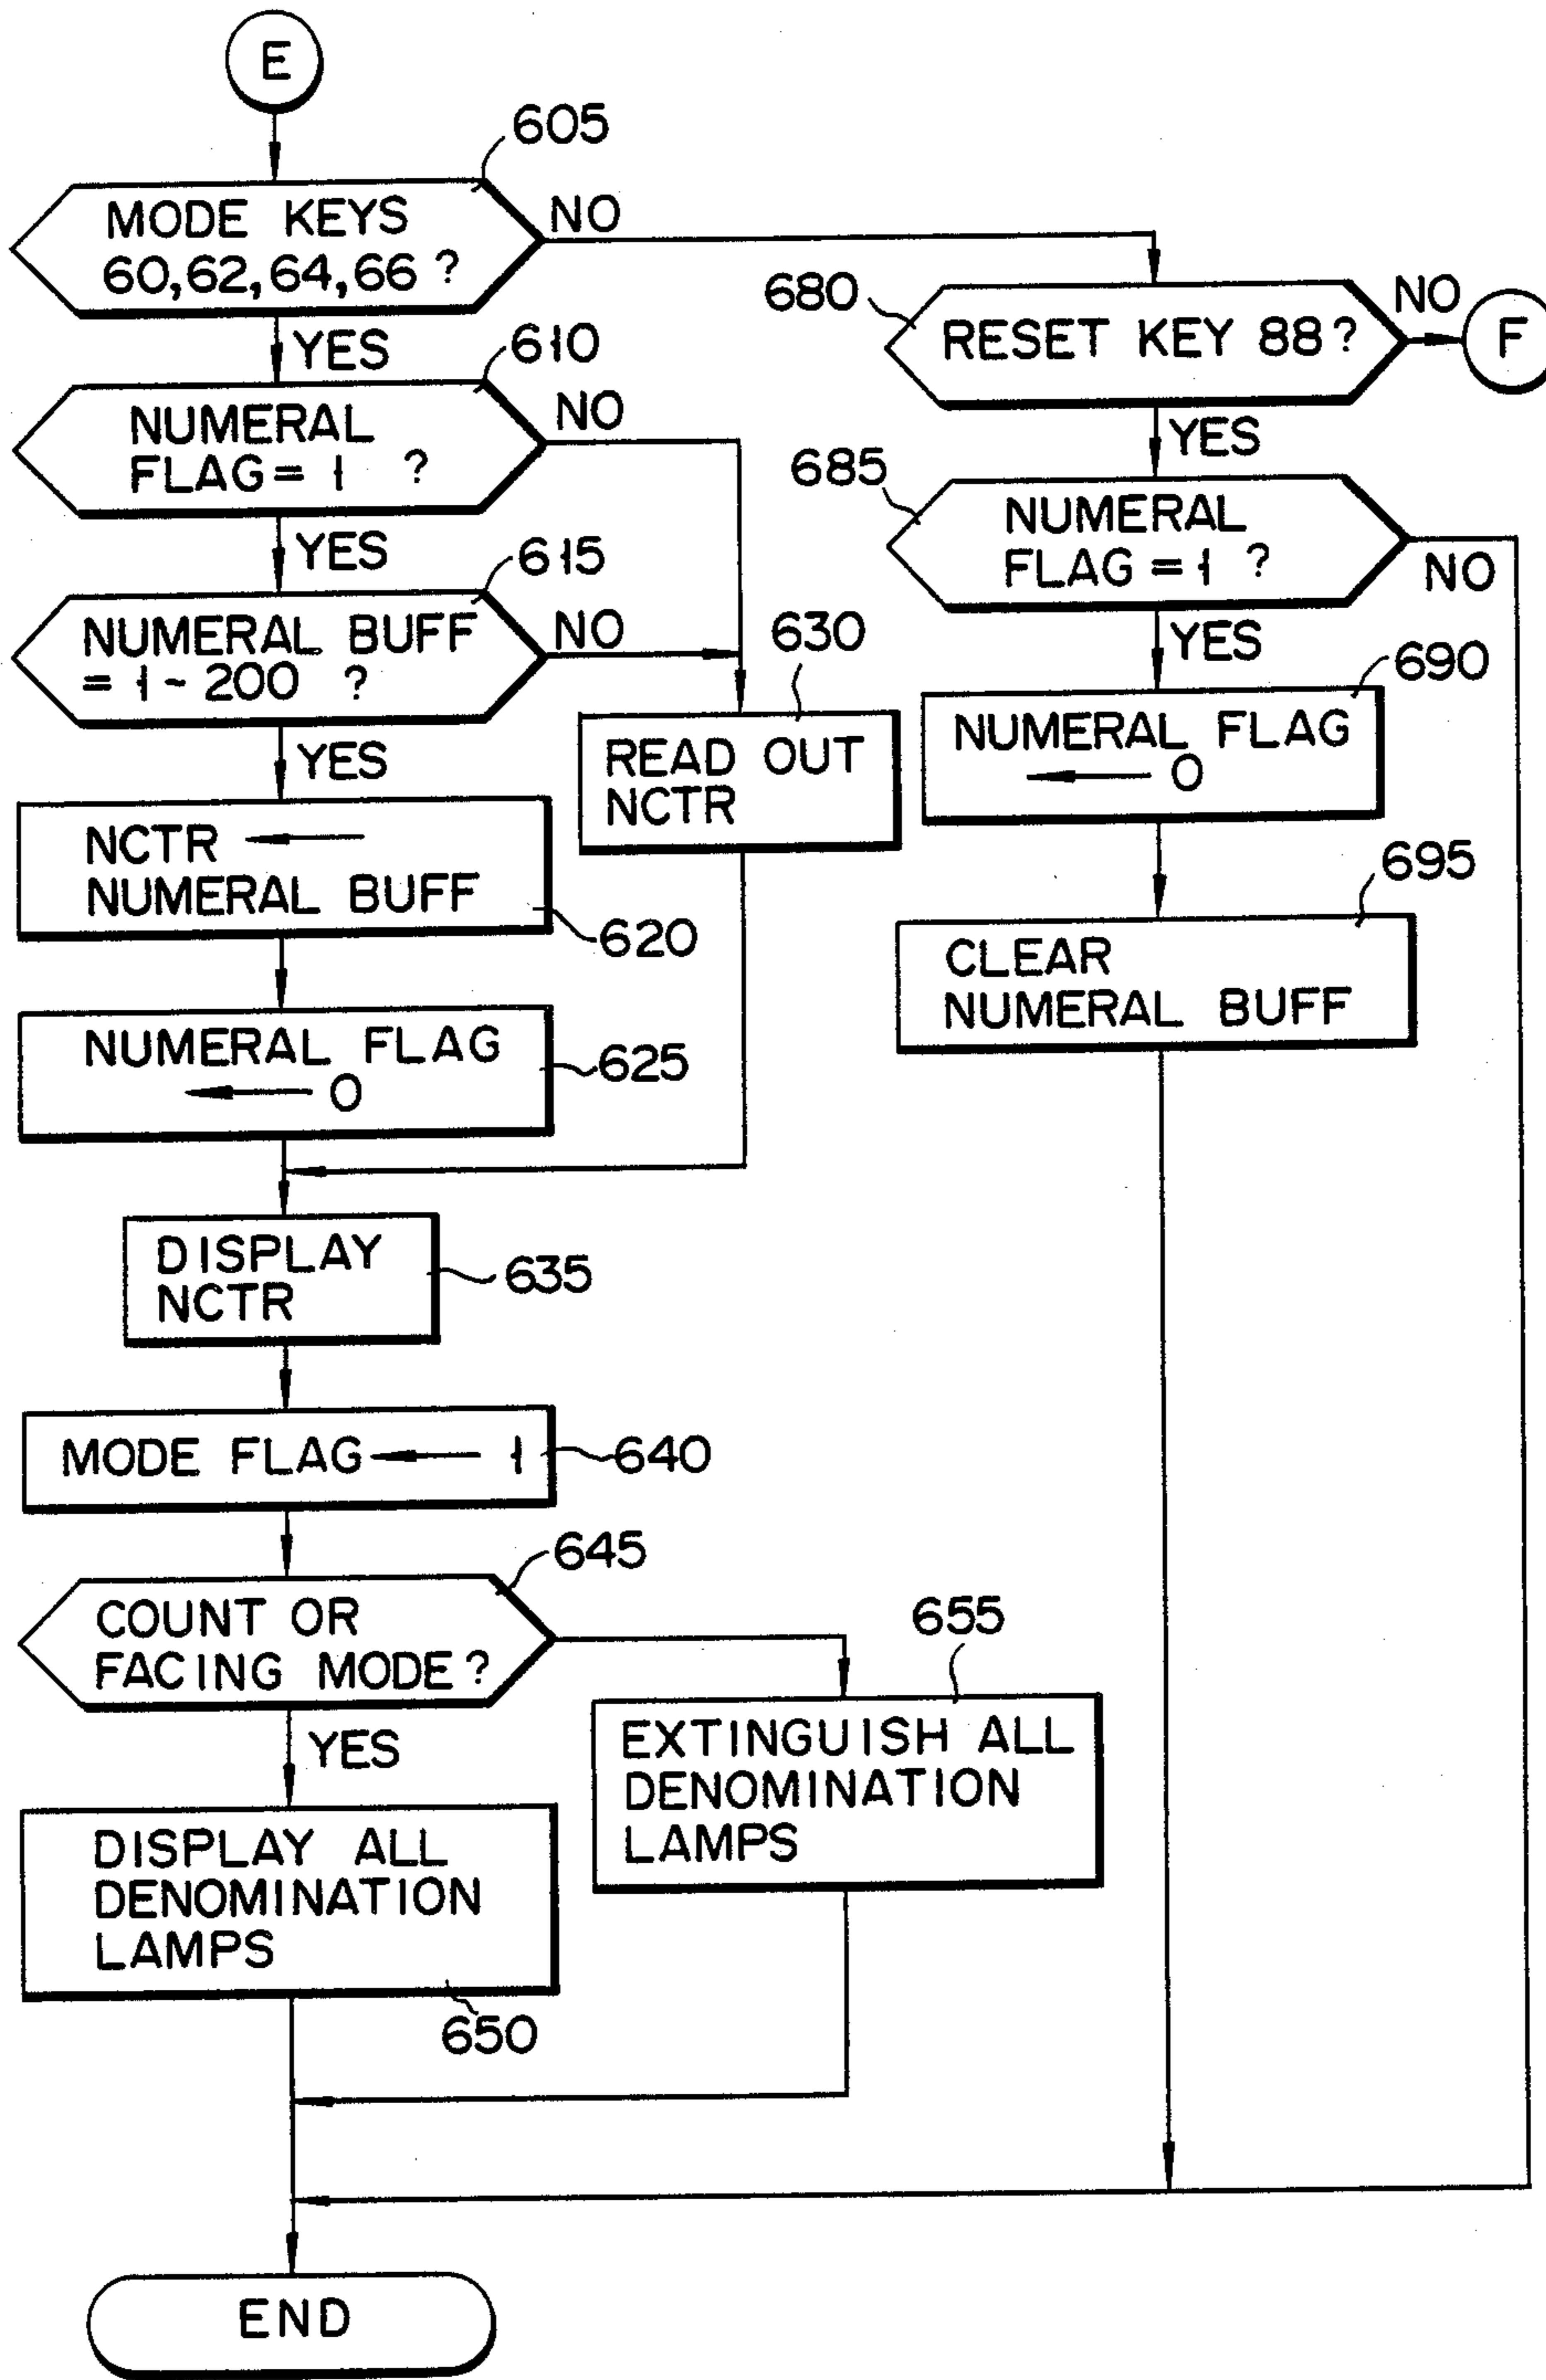 E
605
MODE KEYS
60,62,64,66 ?
NO
YES
680
RESET KEY 88?
NO
F
YES
610
NUMERAL
FLAG = 1 ?
NO
YES
685
NUMERAL
FLAG = 1 ?
NO
YES
615
NUMERAL BUFF
= 1~200 ?
NO
YES
630
READ OUT
NCTR
690
NUMERAL FLAG
← 0
NCTR ←
NUMERAL BUFF
620
695
CLEAR
NUMERAL BUFF
NUMERAL FLAG
← 0
625
DISPLAY
NCTR
635
MODE FLAG ← 1
640
645
COUNT OR
FACING MODE?
YES
655
EXTINGUISH ALL
DENOMINATION
LAMPS
DISPLAY ALL
DENOMINATION
LAMPS
650
END